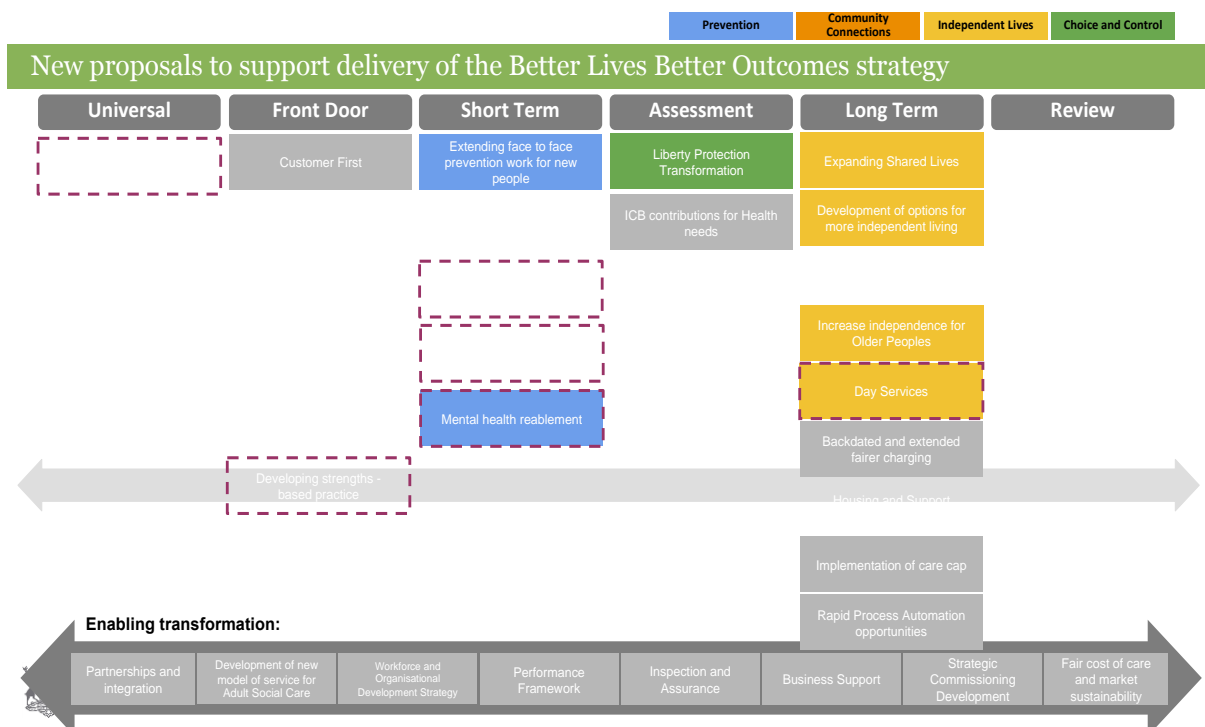 Prevention
Community
Connections
Independent Lives
Choice and Control
New proposals to support delivery of the Better Lives Better Outcomes strategy
Universal
Front Door
Short Term
Assessment
Long Term
Review
Customer First
Extending face to face
prevention work for new
people
Liberty Protection
Transformation
Expanding Shared Lives
ICB contributions for Health
needs
Development of options for
more independent living
Increase independence for
Older Peoples
Day Services
Mental health reablement
Backdated and extended
fairer charging
Developing strengths -
based practice
Housing and Support
Implementation of care cap
Rapid Process Automation
opportunities
Enabling transformation:
Partnerships and
integration
Development of new
model of service for
Adult Social Care
Workforce and
Organisational
Development Strategy
Performance
Framework
Inspection and
Assurance
Business Support
Strategic
Commissioning
Development
Fair cost of care
and market
sustainability